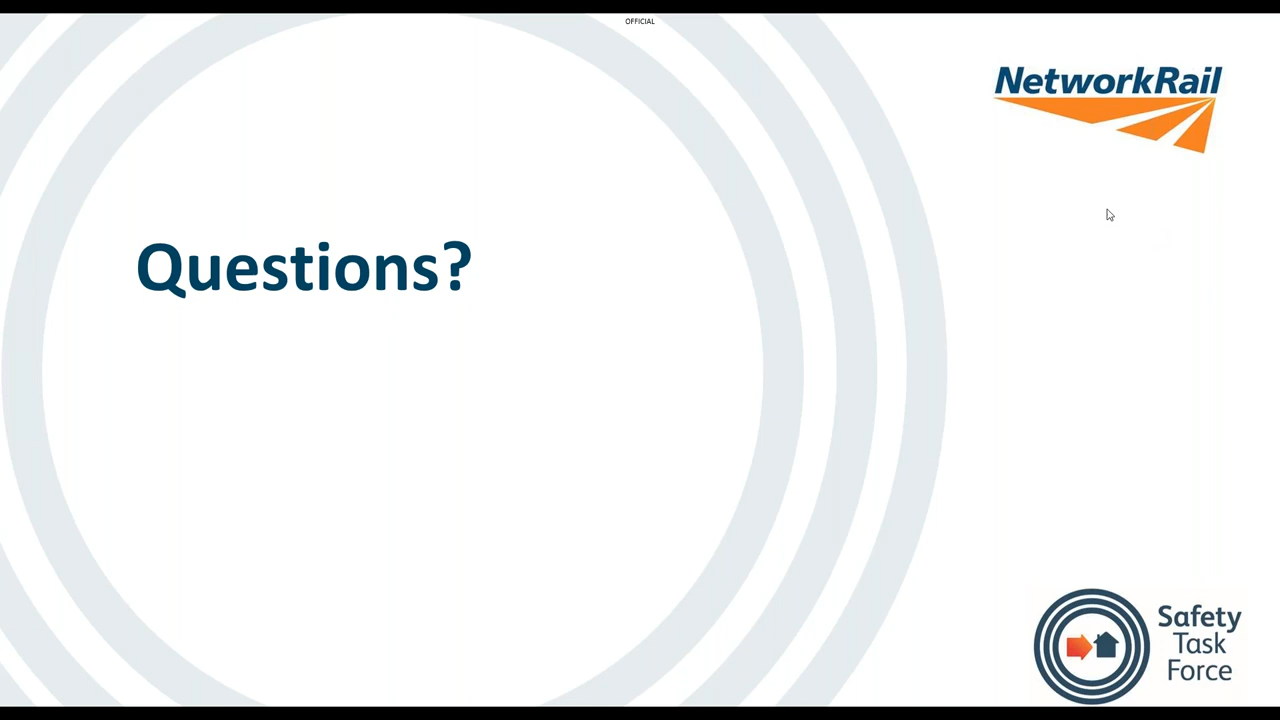 OFFICIAL
NetworkRail
Questions?
Safety
Task
Force